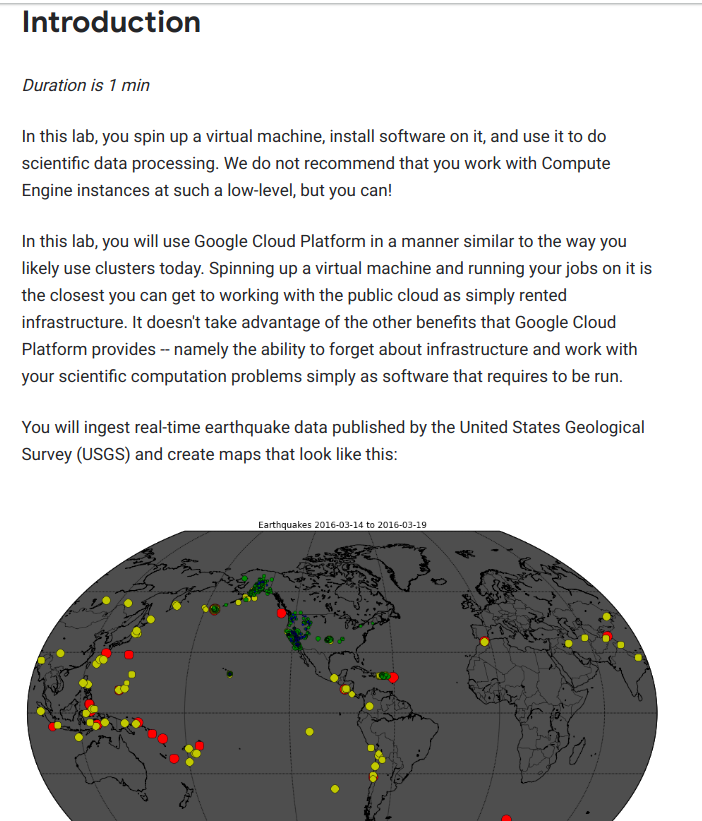 Introduction
Duration is 1 min
In this lab, you spin up a virtual machine, install software on it, and use it to do
scientific data processing. We do not recommend that you work with Compute
Engine instances at such a low-level, but you can!
In this lab, you will use Google Cloud Platform in a manner similar to the way you
likely use clusters today. Spinning up a virtual machine and running your jobs on it is
the closest you can get to working with the public cloud as simply rented
infrastructure. It doesn't take advantage of the other benefits that Google Cloud
Platform provides -- namely the ability to forget about infrastructure and work with
your scientific computation problems simply as software that requires to be run.
You will ingest real-time earthquake data published by the United States Geological
Survey (USGS) and create maps that look like this:
Earthquakes 2016-03-14 to 2016-03-19